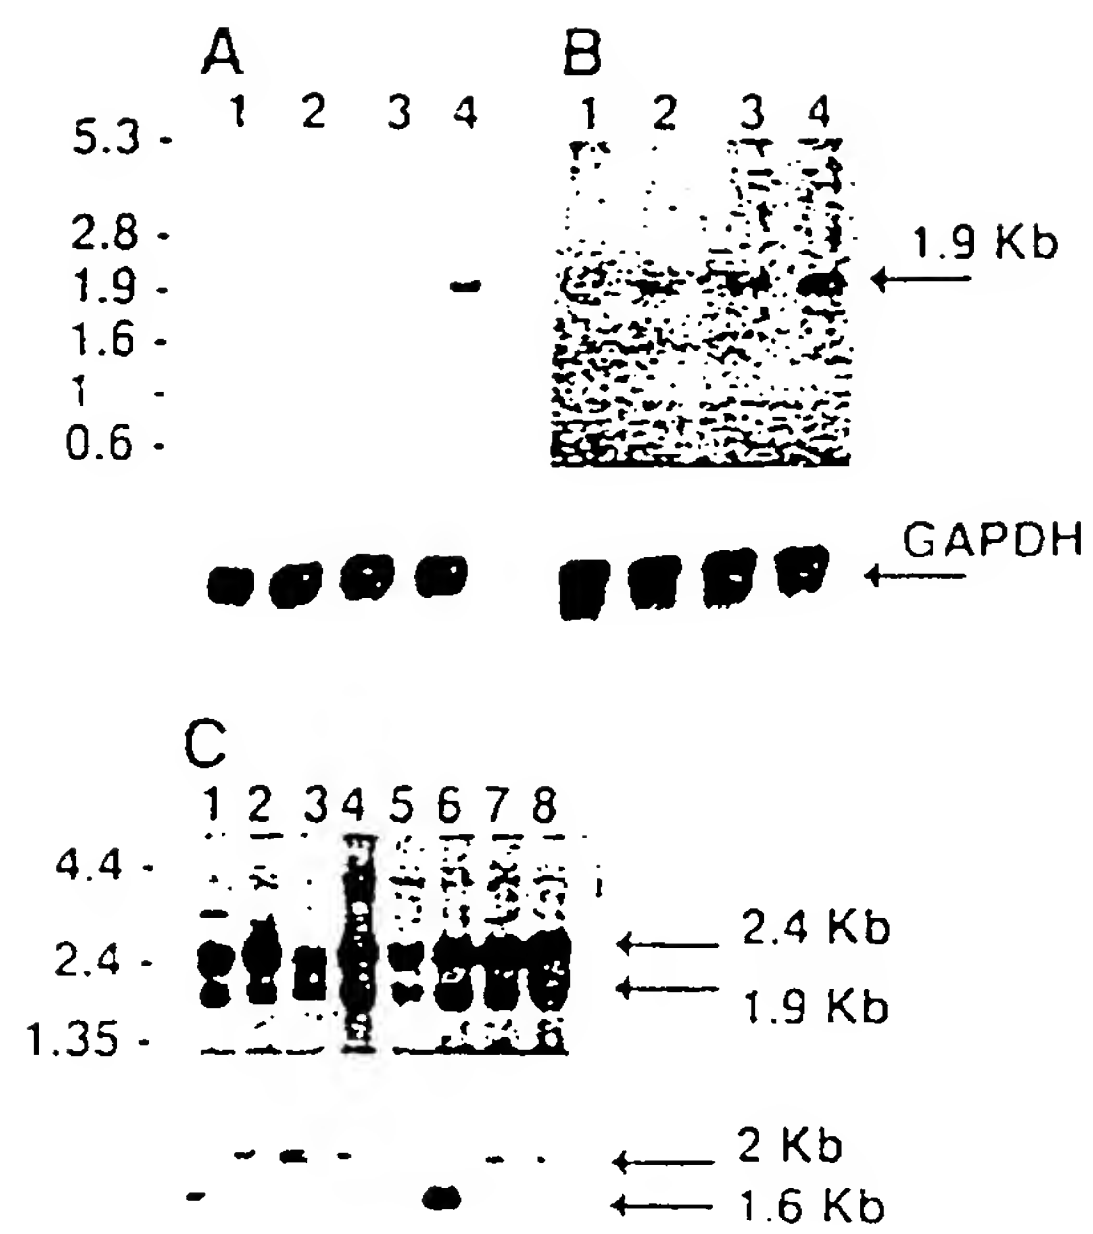 A B
1 2 3 4 1 2 3 4
5.3 -
2.8 -
1.9 Kb
1.9 -
1.6 -
1 -
0.6 -
GAPDH
C
1 2 3 4 5 6 7 8
4.4 -
2.4 Kb
2.4 -
1.9 Kb
1.35 -
2 Kb
1.6 Kb